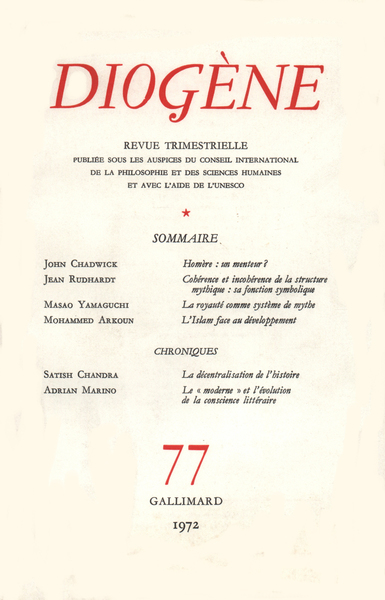 DIOGÈNE
REVUE TRIMESTRIELLE
PUBLIÉE SOUS LES AUSPICES DU CONSEIL INTERNATIONAL
DE LA PHILOSOPHIE ET DES SCIENCES HUMAINES
ET AVEC L'AIDE DE L'UNESCO
SOMMAIRE
JOHN CHADWICK Homère : un menteur ?
JEAN RUDHARDT Cohérence et incohérence de la structure
mythique : sa fonction symbolique
MASAO YAMAGUCHI La royauté comme système de mythe
MOHAMMED ARKOUN L'Islam face au développement
CHRONIQUES
SATISH CHANDRA La décentralisation de l'histoire
ADRIAN MARINO Le « moderne » et l'évolution
de la conscience littéraire
77
GALLIMARD
1972